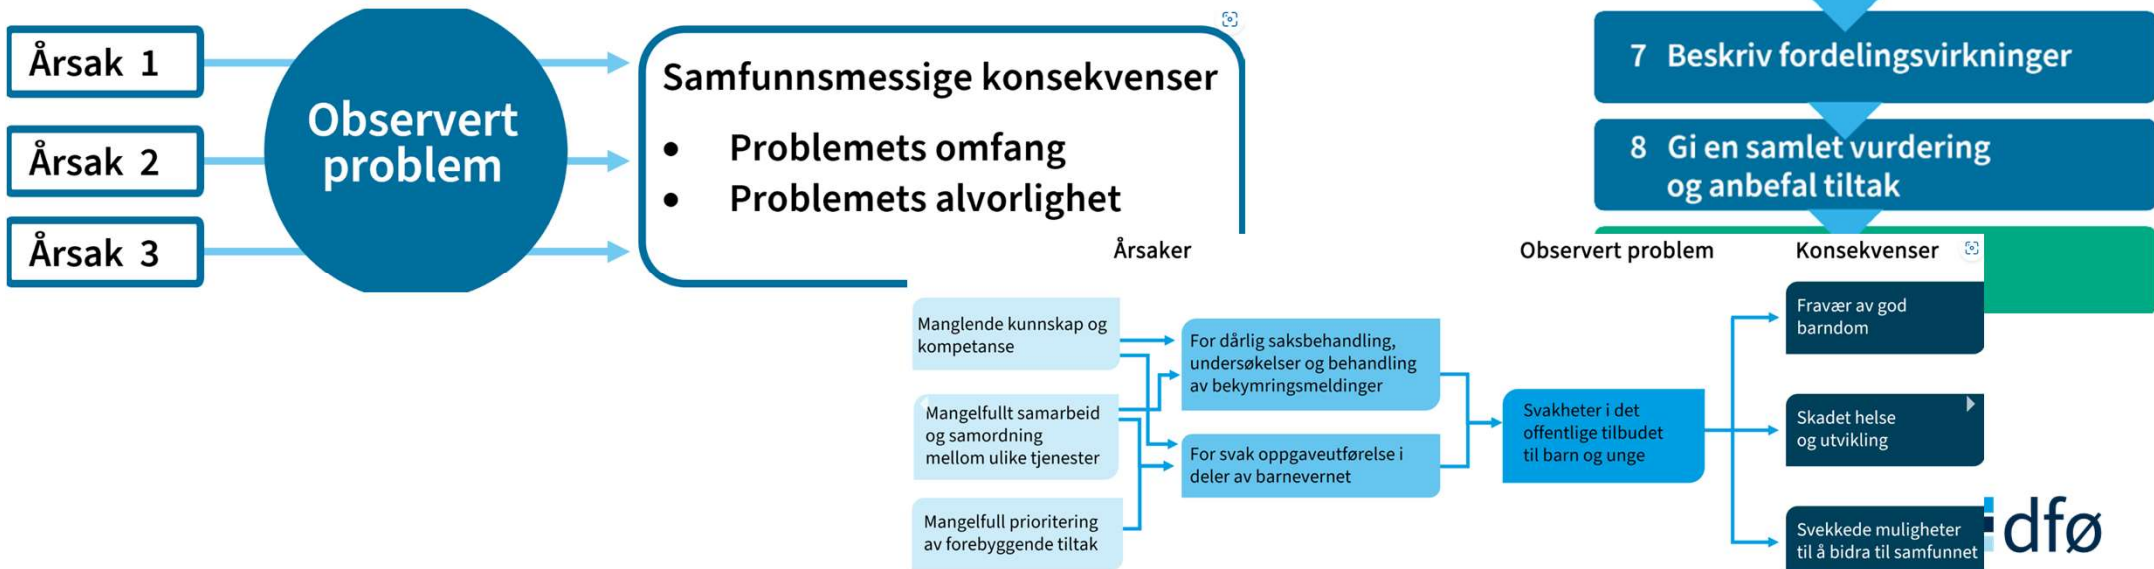 Årsak 1
Årsak 2
Årsak 3
Observert
problem
Samfunnsmessige konsekvenser
• Problemets omfang
• Problemets alvorlighet
7 Beskriv fordelingsvirkninger
8 Gi en samlet vurdering
og anbefal tiltak
Årsaker
Observert problem
Konsekvenser
Manglende kunnskap og
kompetanse
Mangelfullt samarbeid
og samordning
mellom ulike tjenester
Mangelfull prioritering
av forebyggende tiltak
For dårlig saksbehandling,
undersøkelser og behandling
av bekymringsmeldinger
For svak oppgaveutførelse i
deler av barnevernet
Svakheter i det
offentlige tilbudet
til barn og unge
Fravær av god
barndom
Skadet helse
og utvikling
Svekkede muligheter
til å bidra til samfunnet
dfø